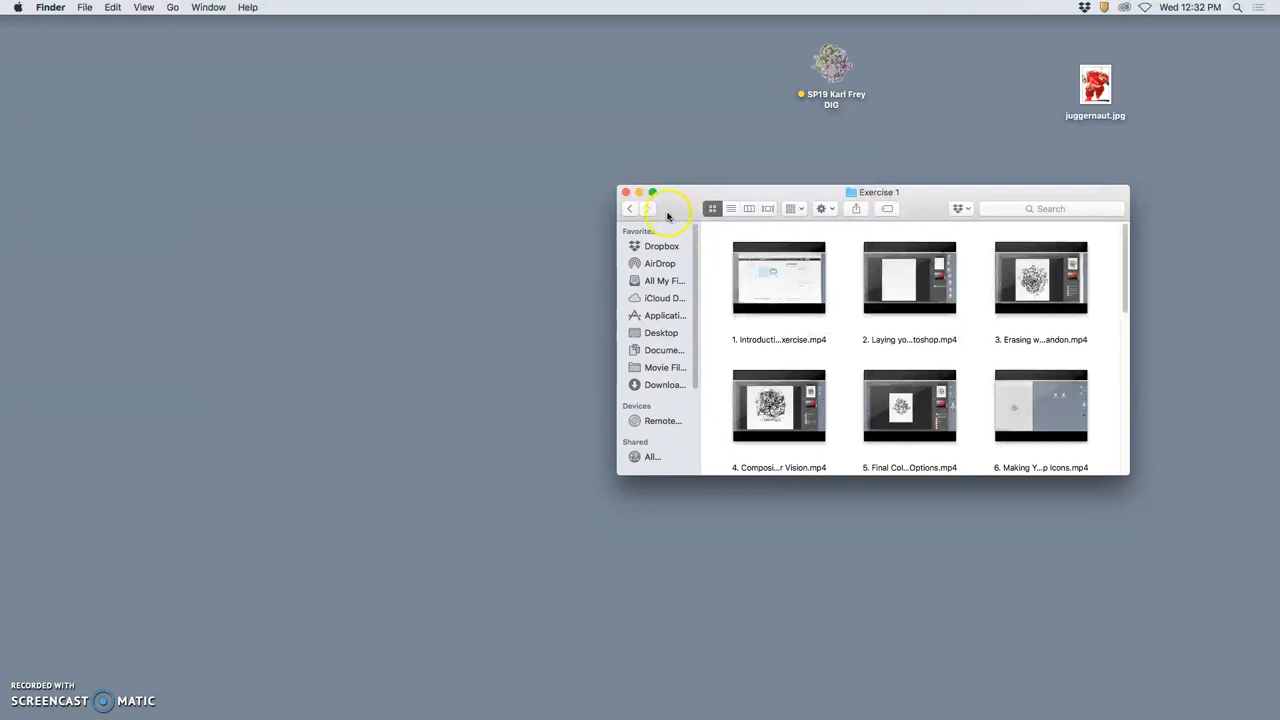 Finder File Edit View Go Window Help
Wed 12:32 PM
SP19 Karl Frey
DIG
juggernaut.jpg
Exercise 1
Search
Favorites
Dropbox
AirDrop
All My Fi...
iCloud D...
Applicati...
Desktop
Docume...
Movie Fil...
Downloa...
Devices
Remote...
Shared
All...
1. Introducti...xercise.mp4
2. Laying yo...toshop.mp4
3. Erasing w...andon.mp4
4. Composi...r Vision.mp4
5. Final Col...Options.mp4
6. Making Y...p Icons.mp4
RECORDED WITH
SCREENCAST MATIC